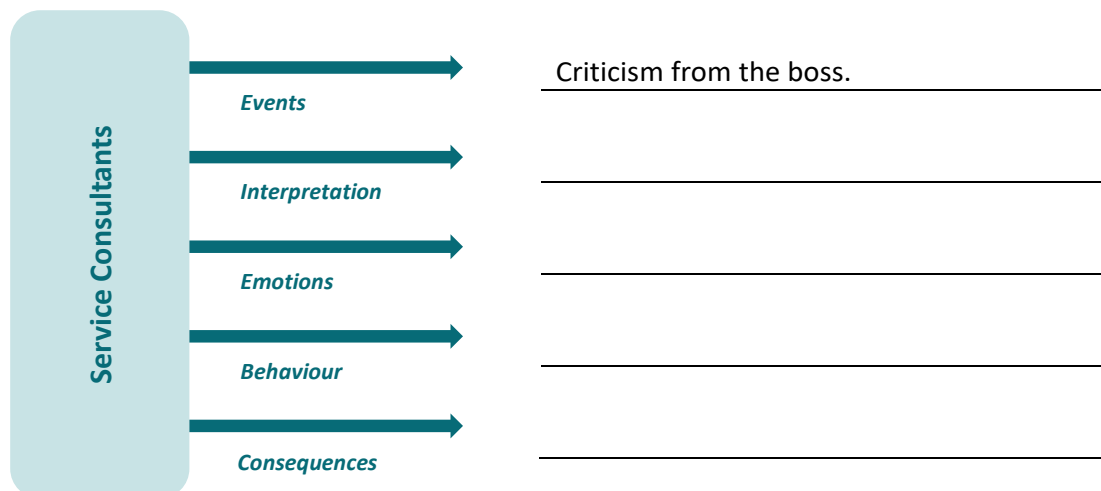 Service Consultants
Criticism from the boss.
Events
Interpretation
Emotions
Behaviour
Consequences